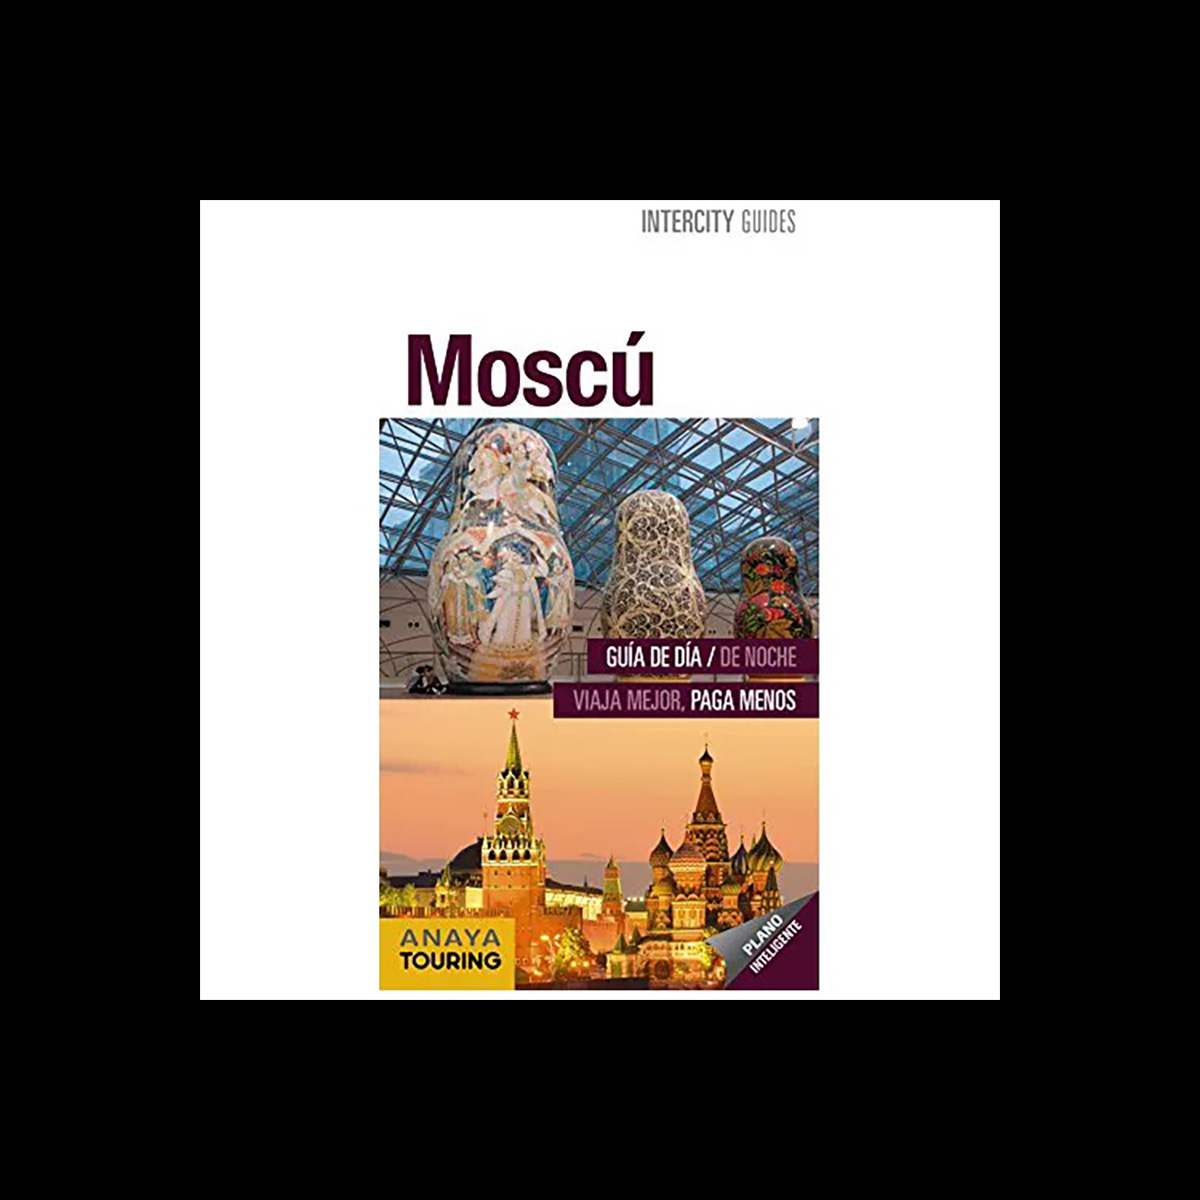 INTERCITY GUIDES
Moscú
GUÍA DE DÍA / DE NOCHE
VIAJA MEJOR, PAGA MENOS
ANAYA
TOURING
PLANO
INTELIGENTE